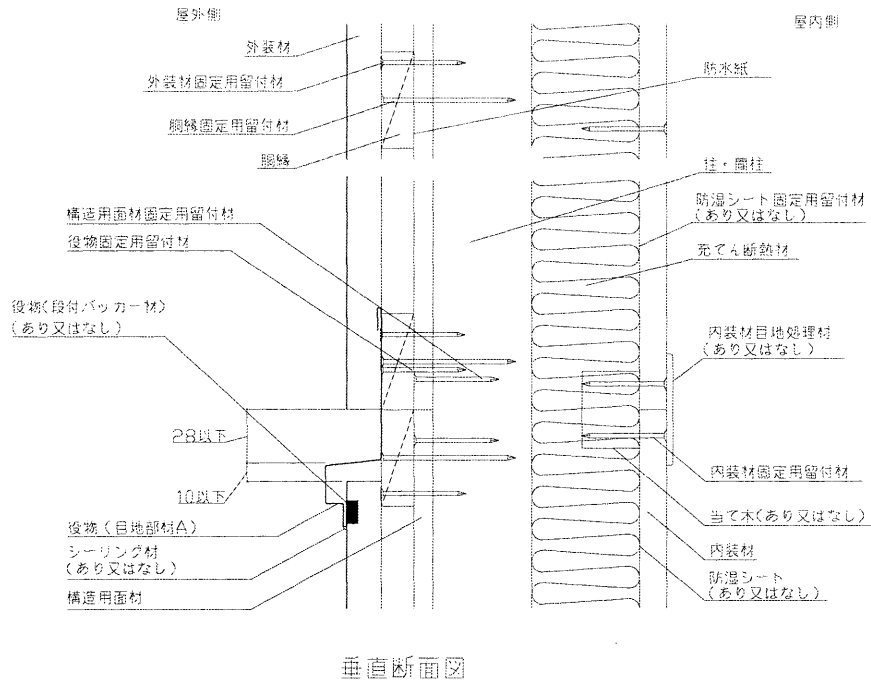 屋外側
屋内側
外装材
外装材固定用留付材
胴縁固定用留付材
胴縁
構造用面材固定用留付材
役物固定用留付材
役物(段付バッカー材)
(あり又はなし)
28以下
10以下
役物(目地部材A)
シーリング材
(あり又はなし)
構造用面材
防水紙
柱・間柱
防湿シート固定用留付材
(あり又はなし)
充てん断熱材
内装材目地処理材
(あり又はなし)
内装材固定用留付材
当て木(あり又はなし)
内装材
防湿シート
(あり又はなし)
垂直断面図